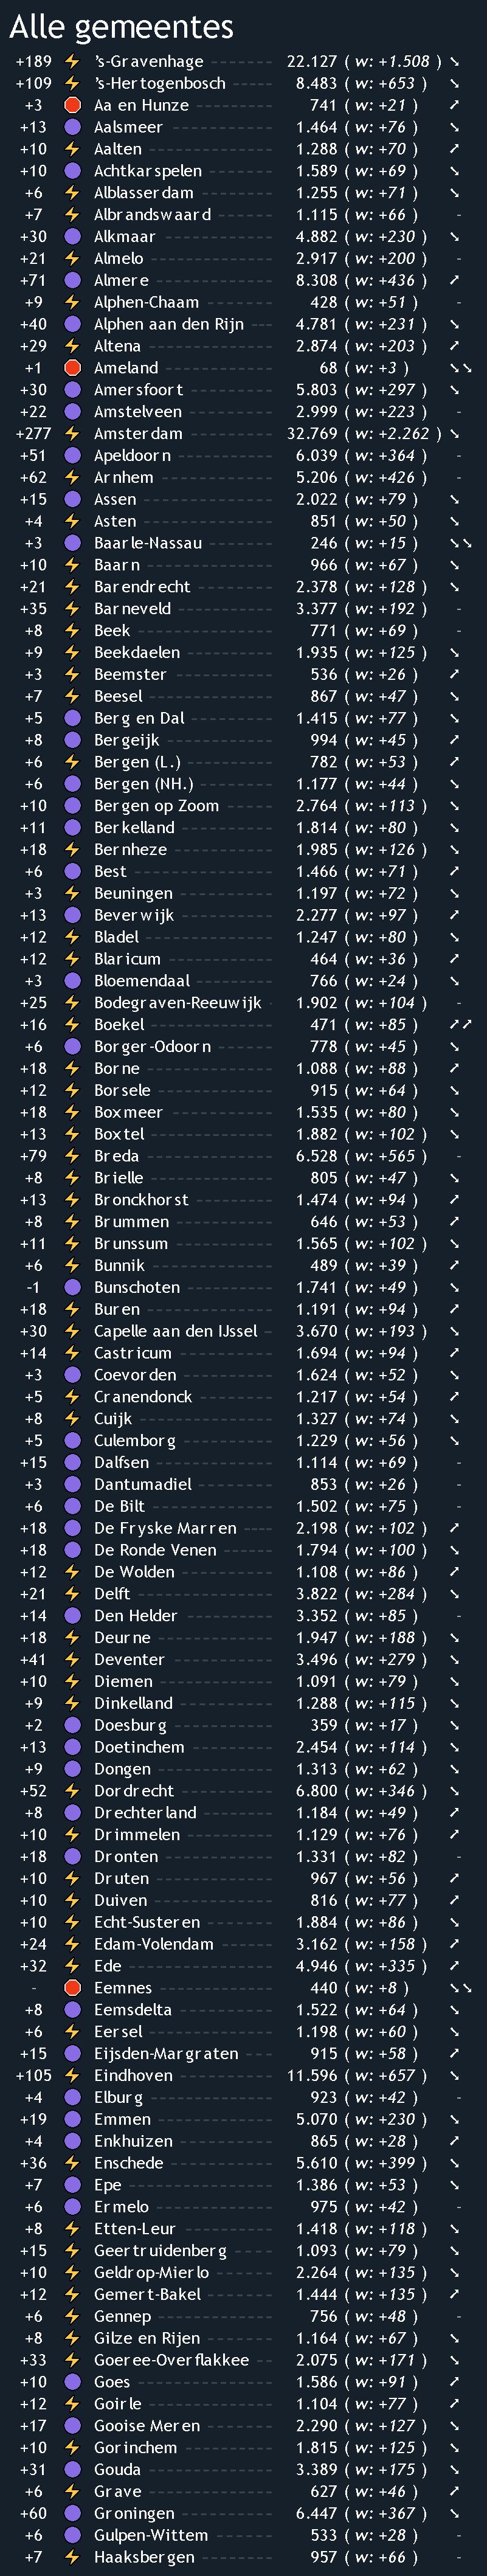 Alle gemeentes
+189 ⚡ 's-Gravenhage 22.127 ( w: +1.508 ) ↘
+109 ⚡ 's-Hertogenbosch 8.483 ( w: +653 ) ↘
+3 Aa en Hunze 741 ( w: +21 ) ↗
+13 Aalsmeer 1.464 ( w: +76 ) ↘
+10 ⚡ Aalten 1.288 ( w: +70 ) ↗
+10 Achtkarspelen 1.589 ( w: +69 ) ↘
+6 ⚡ Alblasserdam 1.255 ( w: +71 ) ↘
+7 ⚡ Albrandswaard 1.115 ( w: +66 ) -
+30 Alkmaar 4.882 ( w: +230 ) ↘
+21 ⚡ Almelo 2.917 ( w: +200 ) -
+71 Almere 8.308 ( w: +436 ) ↗
+9 ⚡ Alphen-Chaam 428 ( w: +51 ) -
+40 Alphen aan den Rijn 4.781 ( w: +231 ) ↘
+29 ⚡ Altena 2.874 ( w: +203 ) ↗
+1 Ameland 68 ( w: +3 ) ↘↘
+30 Amersfoort 5.803 ( w: +297 ) ↘
+22 Amstelveen 2.999 ( w: +223 ) -
+277 ⚡ Amsterdam 32.769 ( w: +2.262 ) ↘
+51 Apeldoorn 6.039 ( w: +364 ) -
+62 ⚡ Arnhem 5.206 ( w: +426 ) -
+15 Assen 2.022 ( w: +79 ) ↘
+4 ⚡ Asten 851 ( w: +50 ) ↘
+3 Baarle-Nassau 246 ( w: +15 ) ↘↘
+10 ⚡ Baarn 966 ( w: +67 ) ↘
+21 ⚡ Barendrecht 2.378 ( w: +128 ) ↘
+35 ⚡ Barneveld 3.377 ( w: +192 ) -
+8 ⚡ Beek 771 ( w: +69 ) -
+9 ⚡ Beekdaelen 1.935 ( w: +125 ) ↘
+3 ⚡ Beemster 536 ( w: +26 ) ↗
+7 ⚡ Beesel 867 ( w: +47 ) ↘
+5 Berg en Dal 1.415 ( w: +77 ) ↘
+8 Bergeijk 994 ( w: +45 ) ↗
+6 ⚡ Bergen (L.) 782 ( w: +53 ) ↗
+6 Bergen (NH.) 1.177 ( w: +44 ) ↘
+10 Bergen op Zoom 2.764 ( w: +113 ) ↘
+11 Berkelland 1.814 ( w: +80 ) ↘
+18 ⚡ Bernheze 1.985 ( w: +126 ) ↘
+6 Best 1.466 ( w: +71 ) ↗
+3 ⚡ Beuningen 1.197 ( w: +72 ) ↘
+13 Beverwijk 2.277 ( w: +97 ) ↗
+12 ⚡ Bladel 1.247 ( w: +80 ) ↘
+12 ⚡ Blaricum 464 ( w: +36 ) ↗
+3 Bloemendaal 766 ( w: +24 ) ↘
+25 ⚡ Bodegraven-Reeuwijk 1.902 ( w: +104 ) -
+16 ⚡ Boekel 471 ( w: +85 ) ↗↗
+6 Borger-Odoorn 778 ( w: +45 ) ↘
+18 ⚡ Borne 1.088 ( w: +88 ) ↗
+12 ⚡ Borsele 915 ( w: +64 ) ↘
+18 ⚡ Boxmeer 1.535 ( w: +80 ) ↘
+13 ⚡ Boxtel 1.882 ( w: +102 ) ↘
+79 ⚡ Breda 6.528 ( w: +565 ) -
+8 ⚡ Brielle 805 ( w: +47 ) ↘
+13 ⚡ Bronckhorst 1.474 ( w: +94 ) ↗
+8 ⚡ Brummen 646 ( w: +53 ) ↗
+11 ⚡ Brunssum 1.565 ( w: +102 ) ↘
+6 ⚡ Bunnik 489 ( w: +39 ) ↗
-1 Bunschoten 1.741 ( w: +49 ) ↘
+18 ⚡ Buren 1.191 ( w: +94 ) ↗
+30 ⚡ Capelle aan den IJssel 3.670 ( w: +193 ) ↘
+14 ⚡ Castricum 1.694 ( w: +94 ) ↗
+3 Coevorden 1.624 ( w: +52 ) ↘
+5 ⚡ Cranendonck 1.217 ( w: +54 ) ↗
+8 ⚡ Cuijk 1.327 ( w: +74 ) ↘
+5 Culemborg 1.229 ( w: +56 ) ↘
+15 Dalfsen 1.114 ( w: +69 ) -
+3 Dantumadiel 853 ( w: +26 ) -
+6 De Bilt 1.502 ( w: +75 ) -
+18 De Fryske Marren 2.198 ( w: +102 ) ↗
+18 De Ronde Venen 1.794 ( w: +100 ) ↘
+12 ⚡ De Wolden 1.108 ( w: +86 ) ↗
+21 ⚡ Delft 3.822 ( w: +284 ) ↘
+14 Den Helder 3.352 ( w: +85 ) -
+18 ⚡ Deurne 1.947 ( w: +188 ) ↘
+41 ⚡ Deventer 3.496 ( w: +279 ) ↘
+10 ⚡ Diemen 1.091 ( w: +79 ) ↘
+9 ⚡ Dinkelland 1.288 ( w: +115 ) ↘
+2 Doesburg 359 ( w: +17 ) ↘
+13 Doetinchem 2.454 ( w: +114 ) ↘
+9 Dongen 1.313 ( w: +62 ) ↘
+52 ⚡ Dordrecht 6.800 ( w: +346 ) ↘
+8 Drechterland 1.184 ( w: +49 ) ↗
+10 ⚡ Drimmelen 1.129 ( w: +76 ) ↗
+18 Dronten 1.331 ( w: +82 ) -
+10 ⚡ Druten 967 ( w: +56 ) ↗
+10 ⚡ Duiven 816 ( w: +77 ) ↗
+10 ⚡ Echt-Susteren 1.884 ( w: +86 ) ↘
+24 ⚡ Edam-Volendam 3.162 ( w: +158 ) ↗
+32 ⚡ Ede 4.946 ( w: +335 ) ↗
- Eemnes 440 ( w: +8 ) ↘↘
+8 Eemsdelta 1.522 ( w: +64 ) ↘
+6 ⚡ Eersel 1.198 ( w: +60 ) ↘
+15 Eijsden-Margraten 915 ( w: +58 ) ↗
+105 ⚡ Eindhoven 11.596 ( w: +657 ) ↘
+4 Elburg 923 ( w: +42 ) -
+19 Emmen 5.070 ( w: +230 ) ↘
+4 Enkhuizen 865 ( w: +28 ) ↗
+36 ⚡ Enschede 5.610 ( w: +399 ) ↘
+7 Epe 1.386 ( w: +53 ) ↘
+6 Ermelo 975 ( w: +42 ) -
+8 ⚡ Etten-Leur 1.418 ( w: +118 ) ↘
+15 ⚡ Geertruidenberg 1.093 ( w: +79 ) ↘
+10 ⚡ Geldrop-Mierlo 2.264 ( w: +135 ) ↘
+12 ⚡ Gemert-Bakel 1.444 ( w: +135 ) ↗
+6 ⚡ Gennep 756 ( w: +48 ) -
+8 ⚡ Gilze en Rijen 1.164 ( w: +67 ) ↘
+33 ⚡ Goeree-Overflakkee 2.075 ( w: +171 ) ↘
+10 Goes 1.586 ( w: +91 ) ↗
+12 ⚡ Goirle 1.104 ( w: +77 ) ↗
+17 Gooise Meren 2.290 ( w: +127 ) ↘
+10 ⚡ Gorinchem 1.815 ( w: +125 ) ↘
+31 Gouda 3.389 ( w: +175 ) ↘
+6 ⚡ Grave 627 ( w: +46 ) ↗
+60 Groningen 6.447 ( w: +367 ) ↘
+6 Gulpen-Wittem 533 ( w: +28 ) -
+7 ⚡ Haaksbergen 957 ( w: +66 ) -